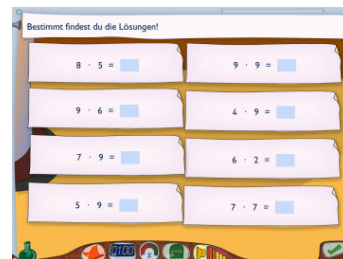 Bestimmt findest du die Lösungen!
8 · 5 =
9 · 9 =
9 · 6 =
4 · 9 =
7 · 9 =
6 · 2 =
5 · 9 =
7 · 7 =
0100